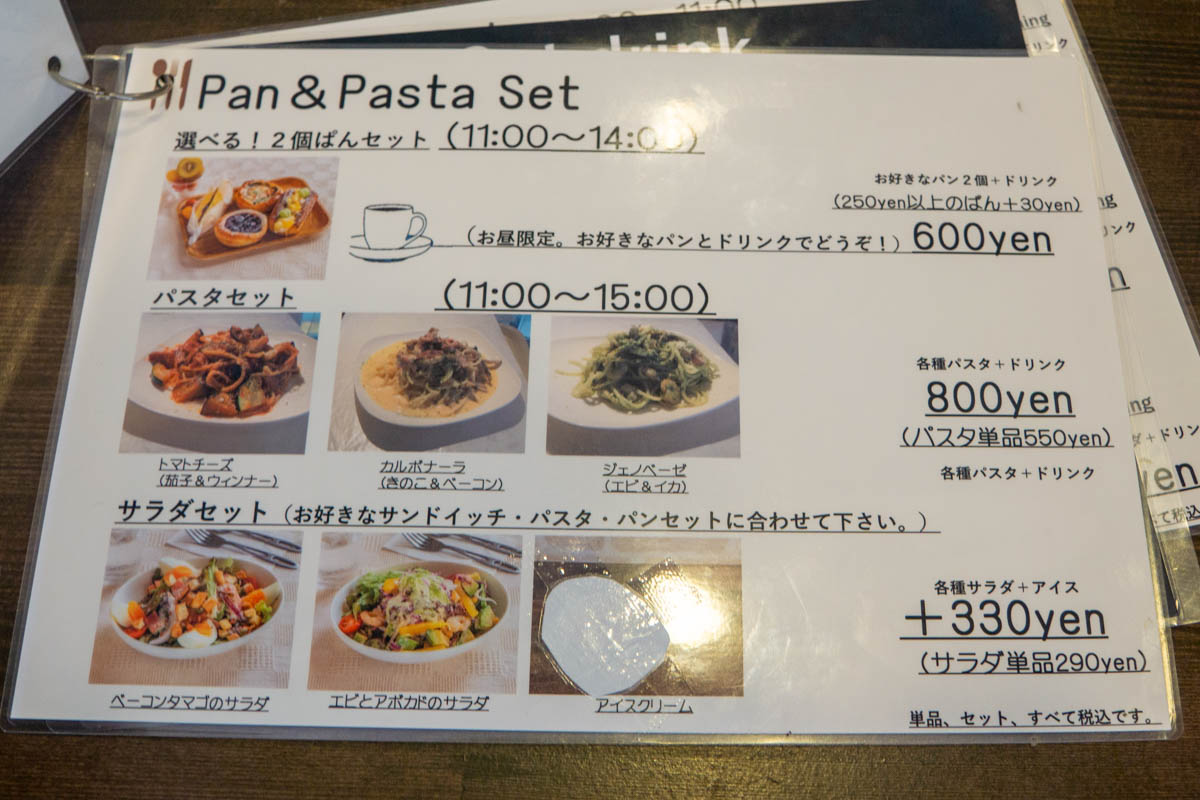 Pan & Pasta Set
選べる！２個ぱんセット (11:00～14:00)
お好きなパン２個＋ドリンク
(250yen以上のぱん＋30yen)
（お昼限定。お好きなパンとドリンクでどうぞ！）600yen
パスタセット (11:00～15:00)
各種パスタ＋ドリンク
800yen
(パスタ単品550yen)
各種パスタ＋ドリンク
トマトチーズ
(茄子＆ウィンナー)
カルボナーラ
(きのこ＆ベーコン)
ジェノベーゼ
(エビ＆イカ)
サラダセット（お好きなサンドイッチ・パスタ・パンセットに合わせて下さい。）
各種サラダ＋アイス
＋330yen
(サラダ単品290yen)
ベーコンタマゴのサラダ
エビとアボカドのサラダ
アイスクリーム
単品、セット、すべて税込です。